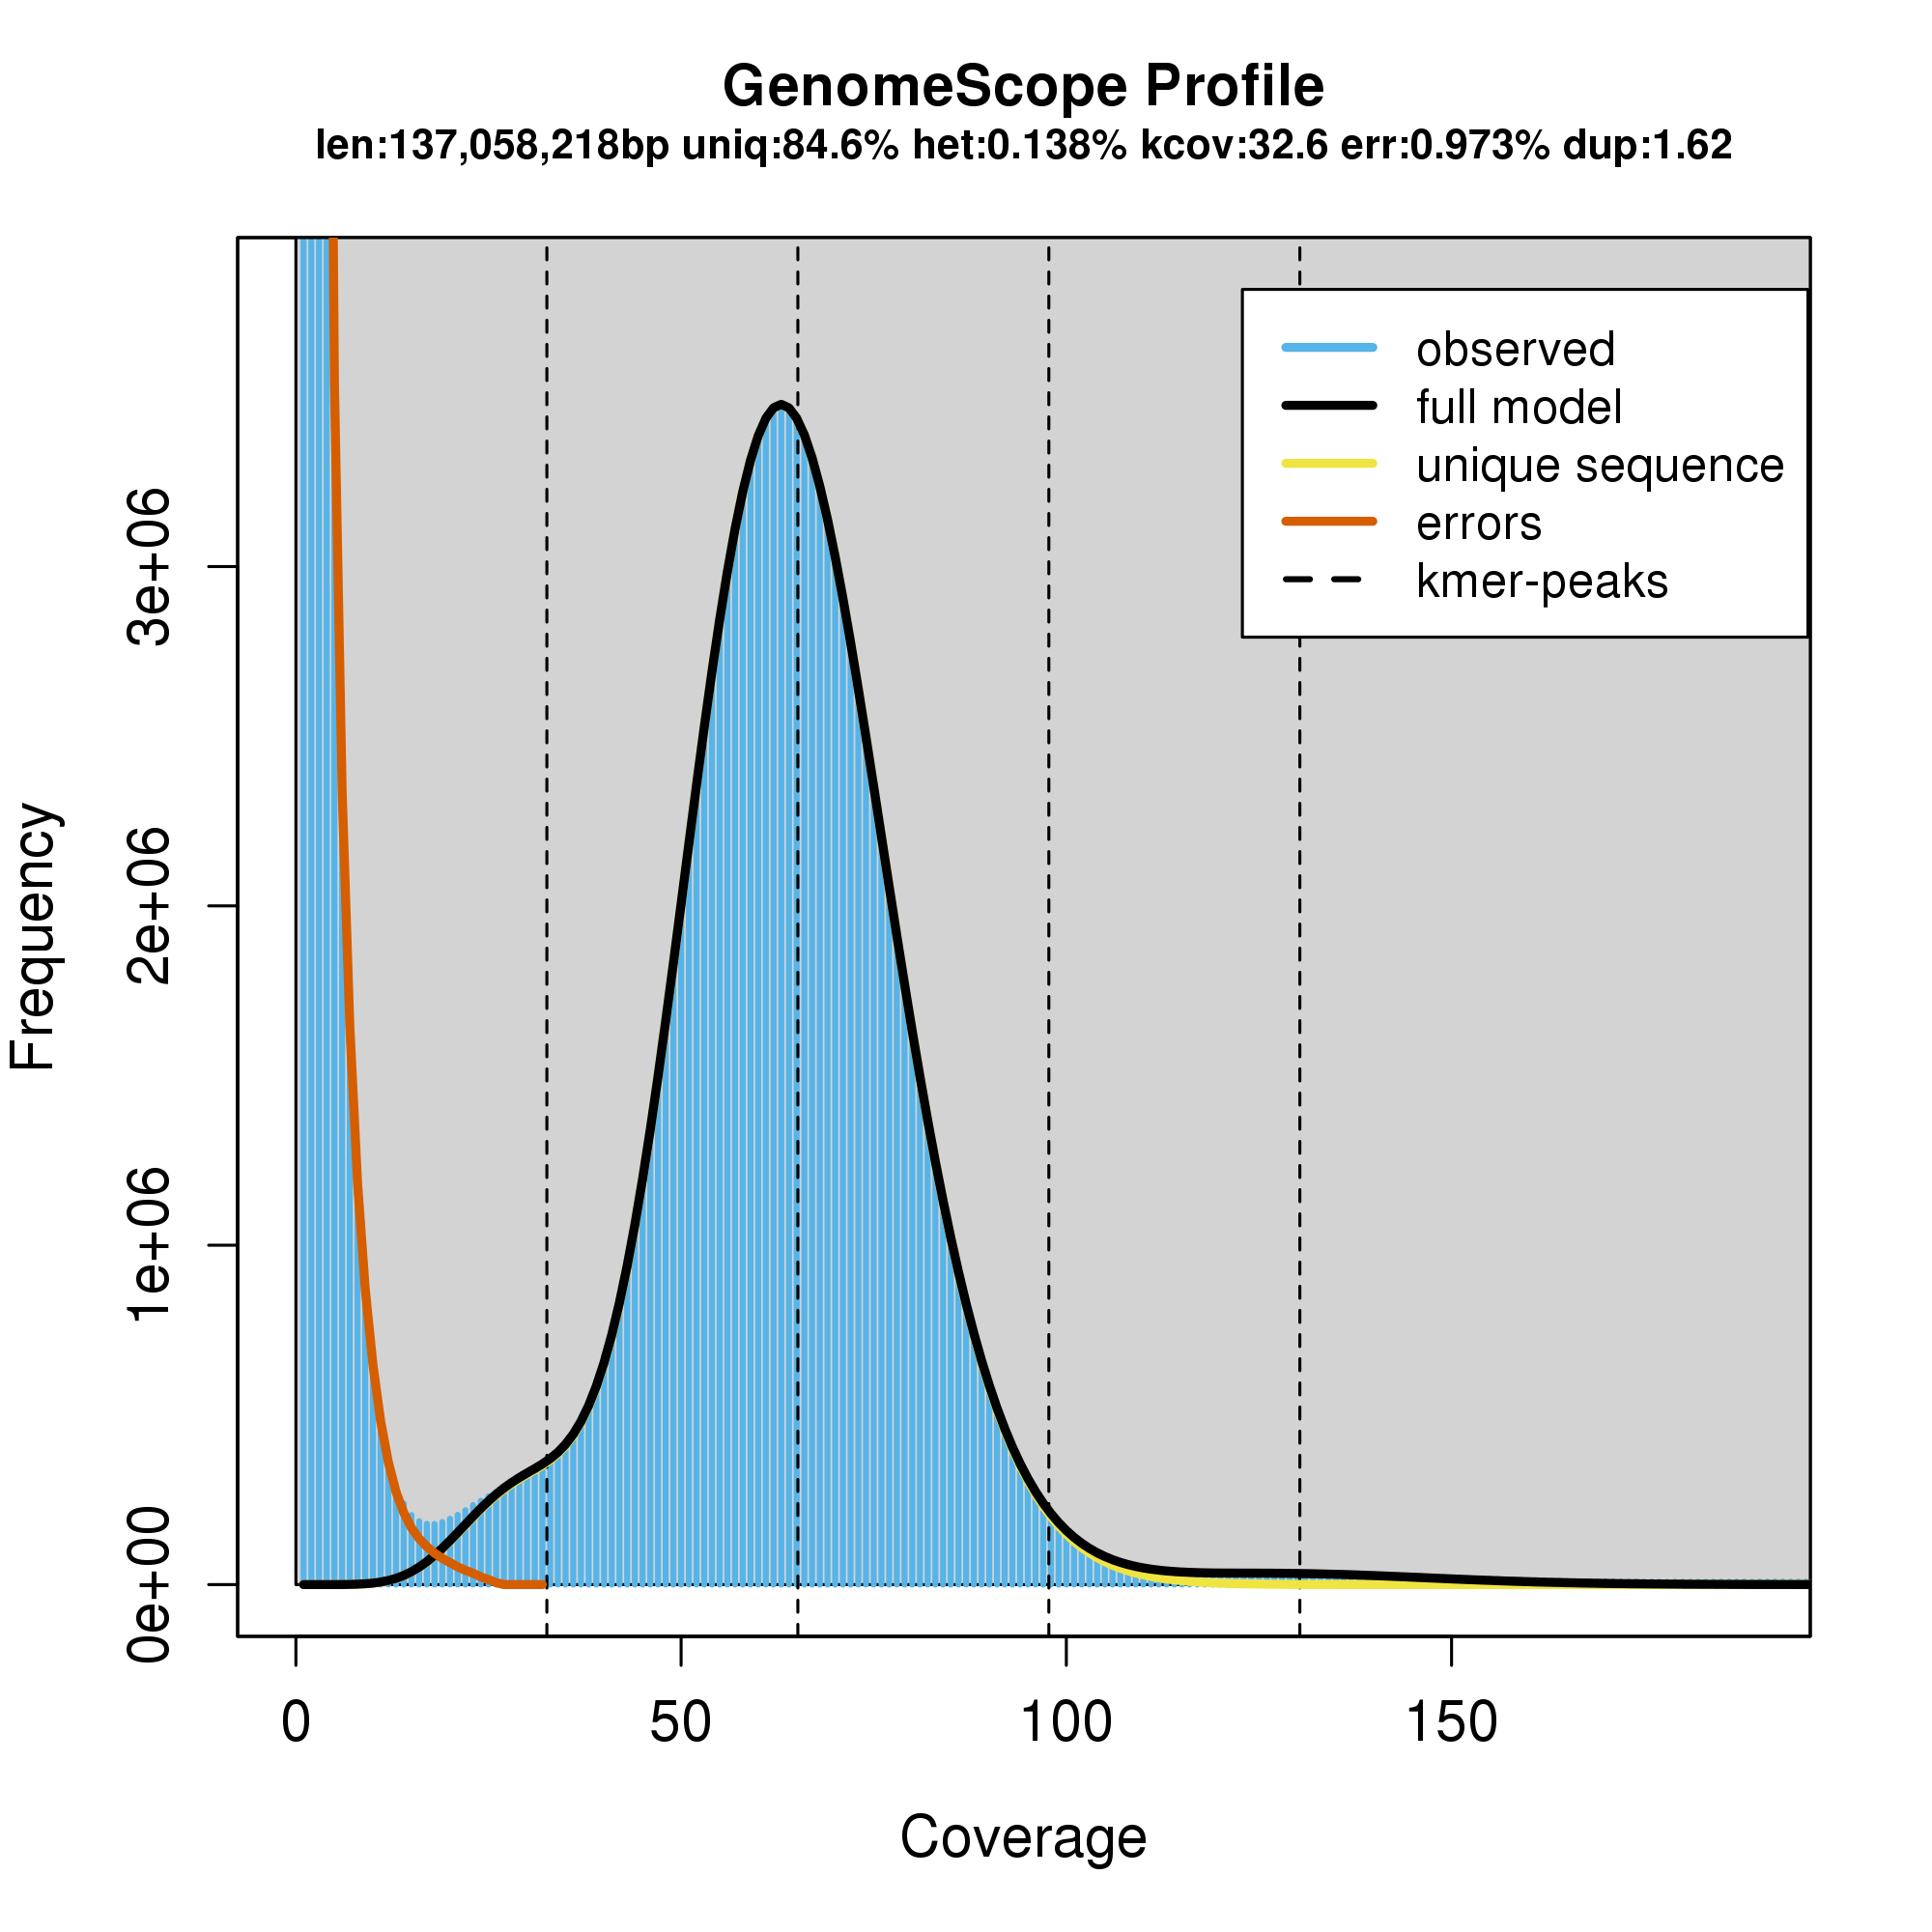 GenomeScope Profile
len:137,058,218bp uniq:84.6% het:0.138% kcov:32.6 err:0.973% dup:1.62
observed
full model
unique sequence
errors
kmer-peaks
Frequency
3e+06
2e+06
1e+06
0e+00
0 50 100 150
Coverage